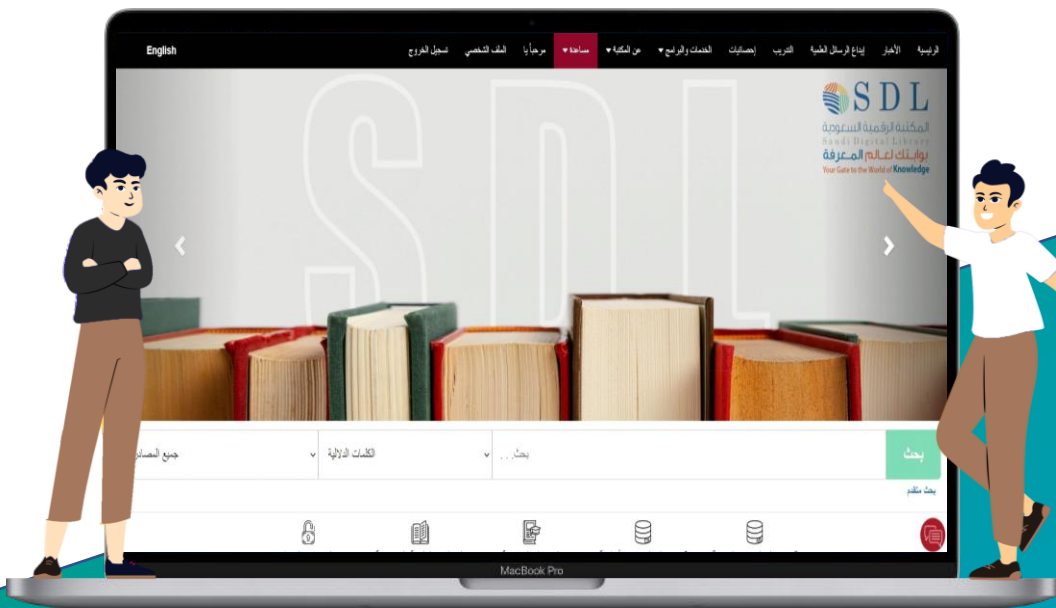 الرئيسية الأخبار إيداع الرسائل العلمية التدريب إحصائيات الخدمات والبرامج عن المكتبة مساعدة مرحباً يا الملف الشخصي تسجيل الخروج English
SDL
SDL
المكتبة الرقمية السعودية
Saudi Digital Library
بوابتك لعالم المعرفة
Your Gate to the World of Knowledge
بحث بحث... الكلمات الدلالية جميع المصادر
بحث متقدم
MacBook Pro